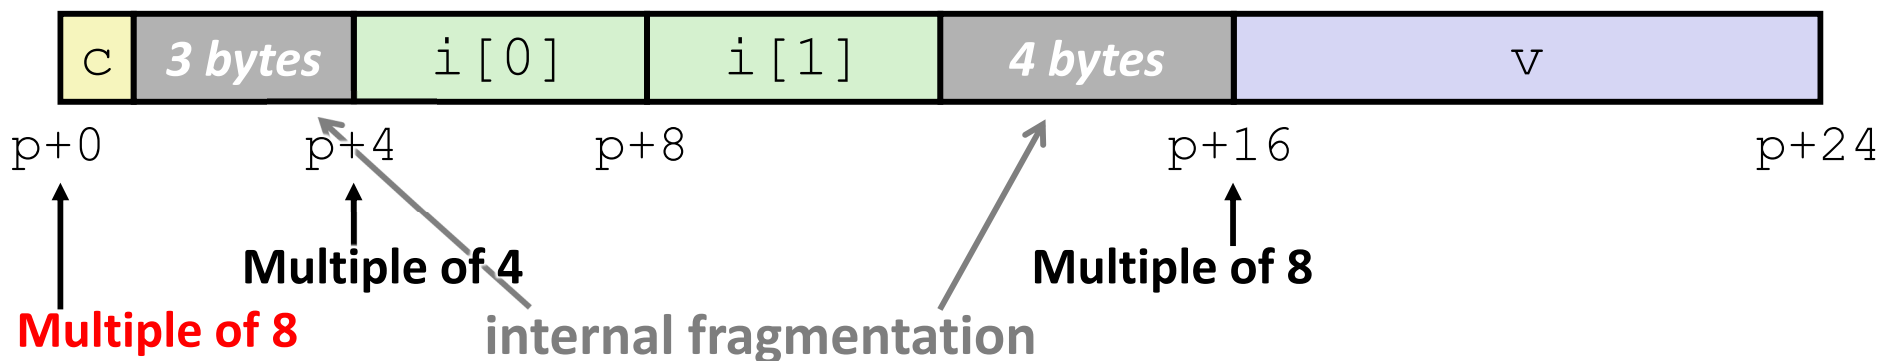 c 3 bytes i[0] i[1] 4 bytes v
p+0 p+4 p+8 p+16 p+24
Multiple of 4 Multiple of 8
Multiple of 8 internal fragmentation